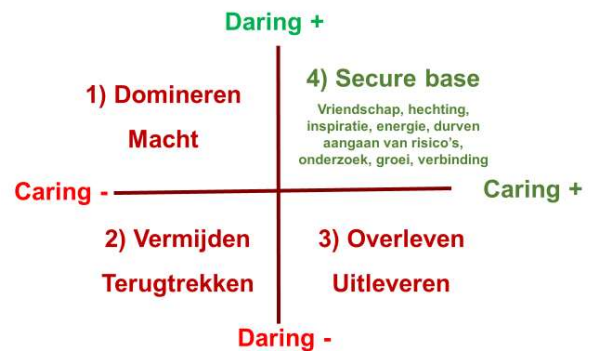 Daring +
1) Domineren
Macht
4) Secure base
Vriendschap, hechting,
inspiratie, energie, durven
aangaan van risico's,
onderzoek, groei, verbinding
Caring -
Caring +
2) Vermijden
Terugtrekken
3) Overleven
Uitleveren
Daring -